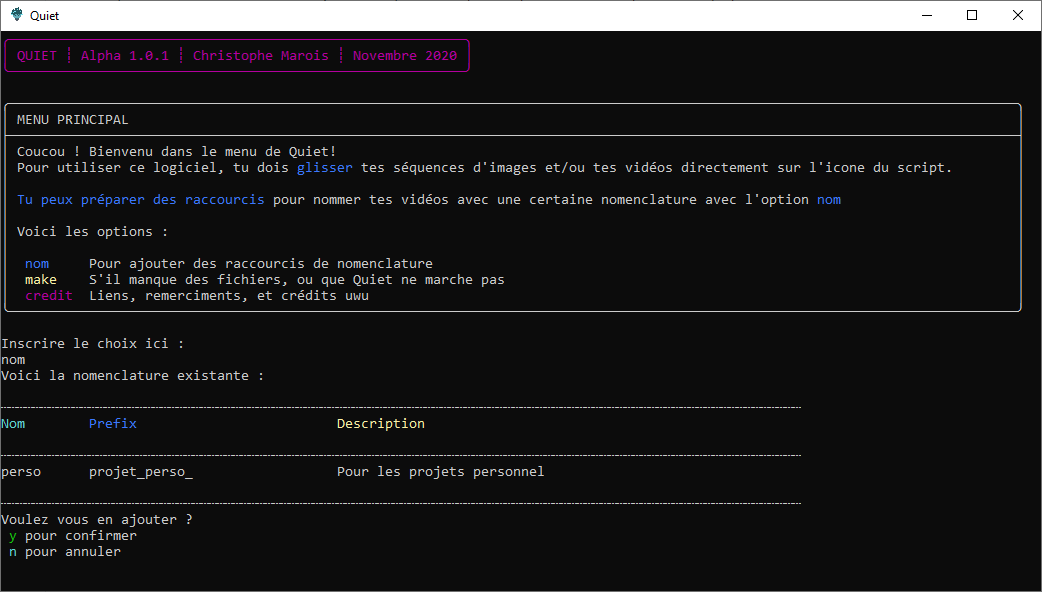 Quiet
QUIET | Alpha 1.0.1 | Christophe Marois | Novembre 2020
MENU PRINCIPAL
Coucou ! Bienvenu dans le menu de Quiet!
Pour utiliser ce logiciel, tu dois glisser tes séquences d'images et/ou tes vidéos directement sur l'icone du script.
Tu peux préparer des raccourcis pour nommer tes vidéos avec une certaine nomenclature avec l'option nom
Voici les options :
nom Pour ajouter des raccourcis de nomenclature
make S'il manque des fichiers, ou que Quiet ne marche pas
credit Liens, remerciments, et crédits uwu
Inscrire le choix ici :
nom
Voici la nomenclature existante :
Nom Prefix Description
perso projet_perso_ Pour les projets personnel
Voulez vous en ajouter ?
y pour confirmer
n pour annuler